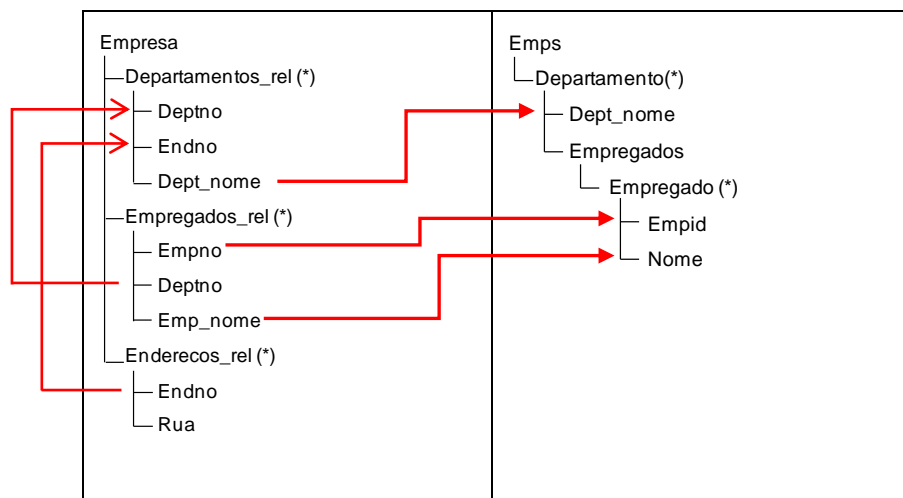 Empresa
Departamentos_rel (*)
Deptno
Endno
Dept_nome
Empregados_rel (*)
Empno
Deptno
Emp_nome
Enderecos_rel (*)
Endno
Rua
Emps
Departamento(*)
Dept_nome
Empregados
Empregado (*)
Empid
Nome